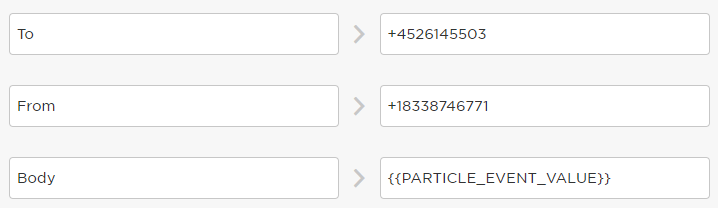 To > +4526145503
From > +18338746771
Body > {{PARTICLE_EVENT_VALUE}}